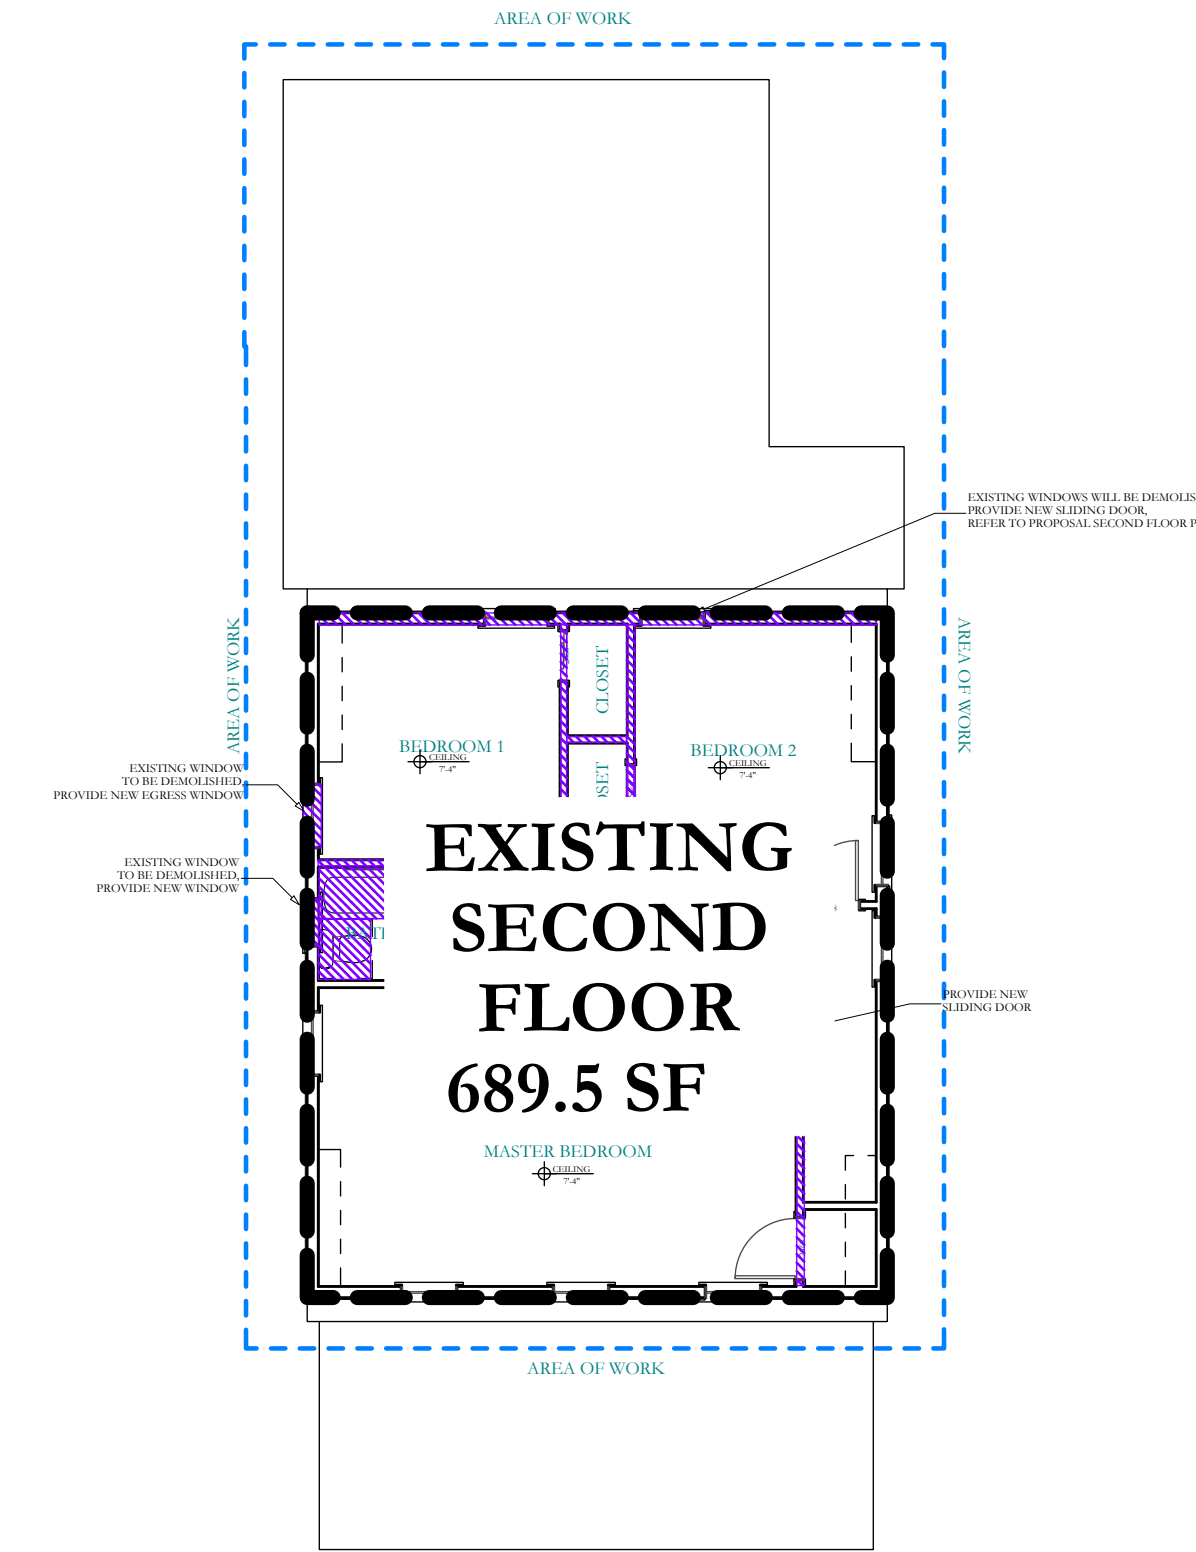 AREA OF WORK
EXISTING WINDOWS WILL BE
PROVIDE NEW SLIDING DOOR,
REFER TO PROPOSAL SECOND FLOOR
AREA OF WORK
AREA OF WORK
CLOSET
BEDROOM 1
CEILING
7'-4"
BEDROOM 2
CEILING
7'-4"
EXISTING WINDOW
TO BE DEMOLISHED,
PROVIDE NEW EGRESS WINDOW
EXISTING WINDOW
TO BE DEMOLISHED,
PROVIDE NEW WINDOW
EXISTING
SECOND
FLOOR
689.5 SF
PROVIDE NEW
SLIDING DOOR
MASTER BEDROOM
CEILING
7'-4"
AREA OF WORK